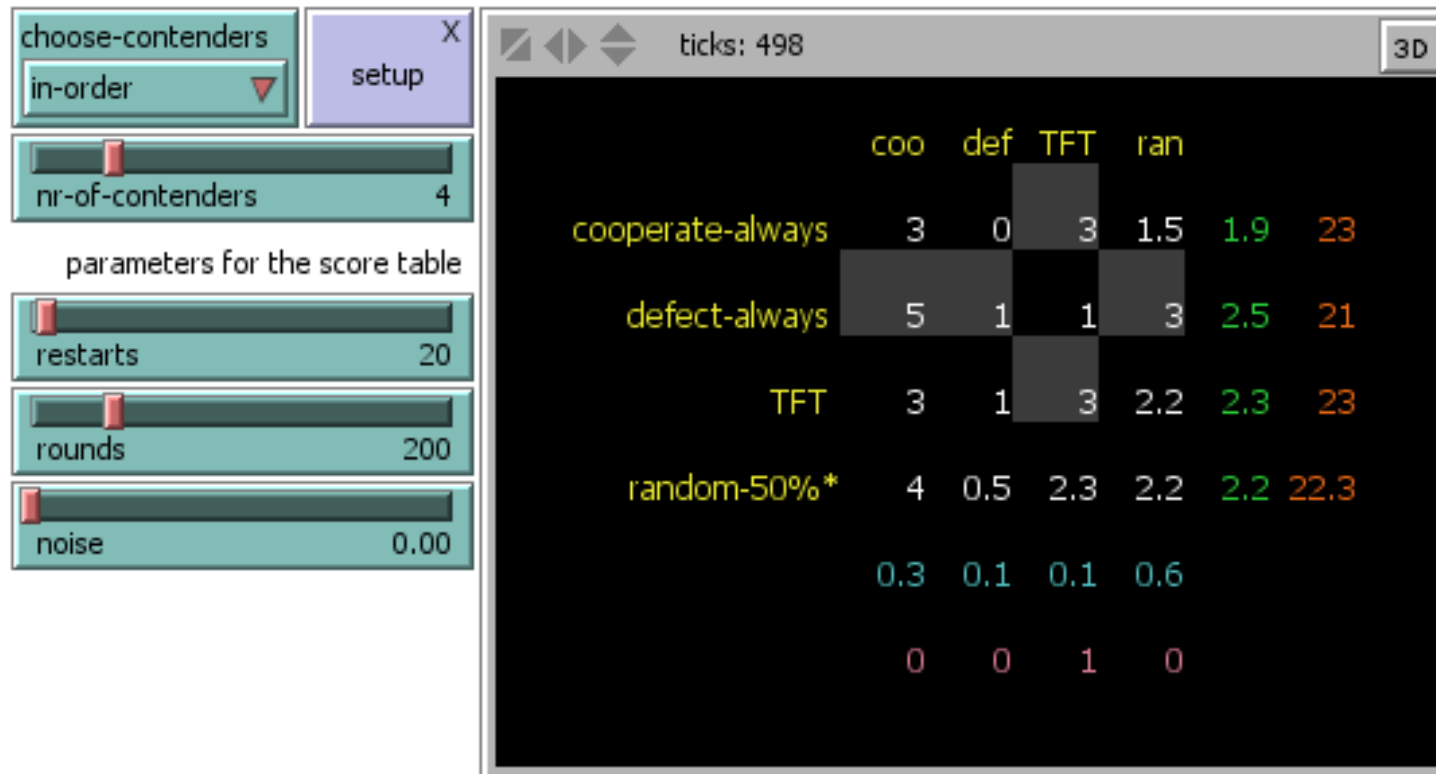 choose-contenders
in-order
X
setup
nr-of-contenders 4
parameters for the score table
restarts 20
rounds 200
noise 0.00
ticks: 498
3D
coo def TFT ran
cooperate-always 3 0 3 1.5 1.9 23
defect-always 5 1 1 3 2.5 21
TFT 3 1 3 2.2 2.3 23
random-50%* 4 0.5 2.3 2.2 2.2 22.3
0.3 0.1 0.1 0.6
0 0 1 0